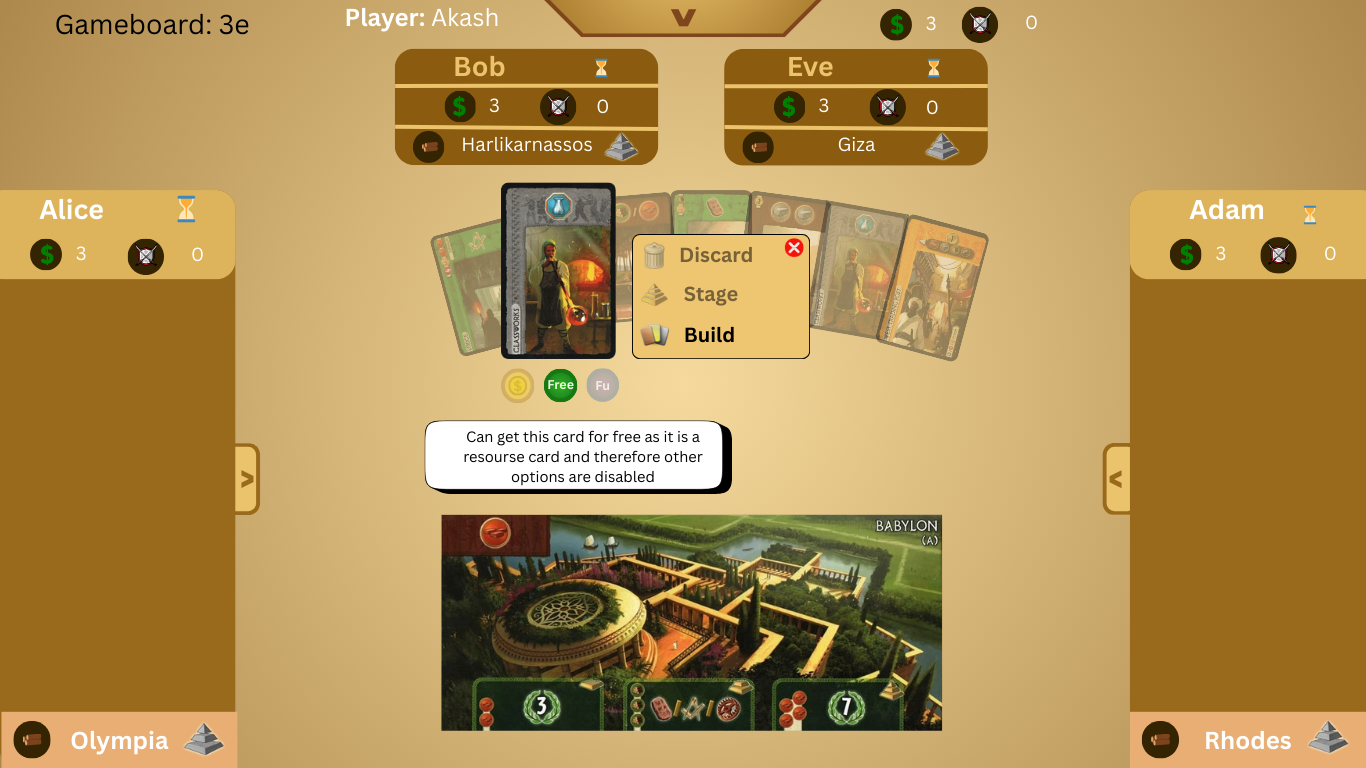 Gameboard: 3e
Player: Akash
V
$ 3 0
Bob
$ 3 0
Harlikarnassos
Eve
$ 3 0
Giza
Alice
$ 3 0
Adam
$ 3 0
GLASSWORKS
Discard
Stage
Build
$ Free Fu
Can get this card for free as it is a
resourse card and therefore other
options are disabled
>
<
BABYLON
(A)
3 / / 7
Olympia
Rhodes